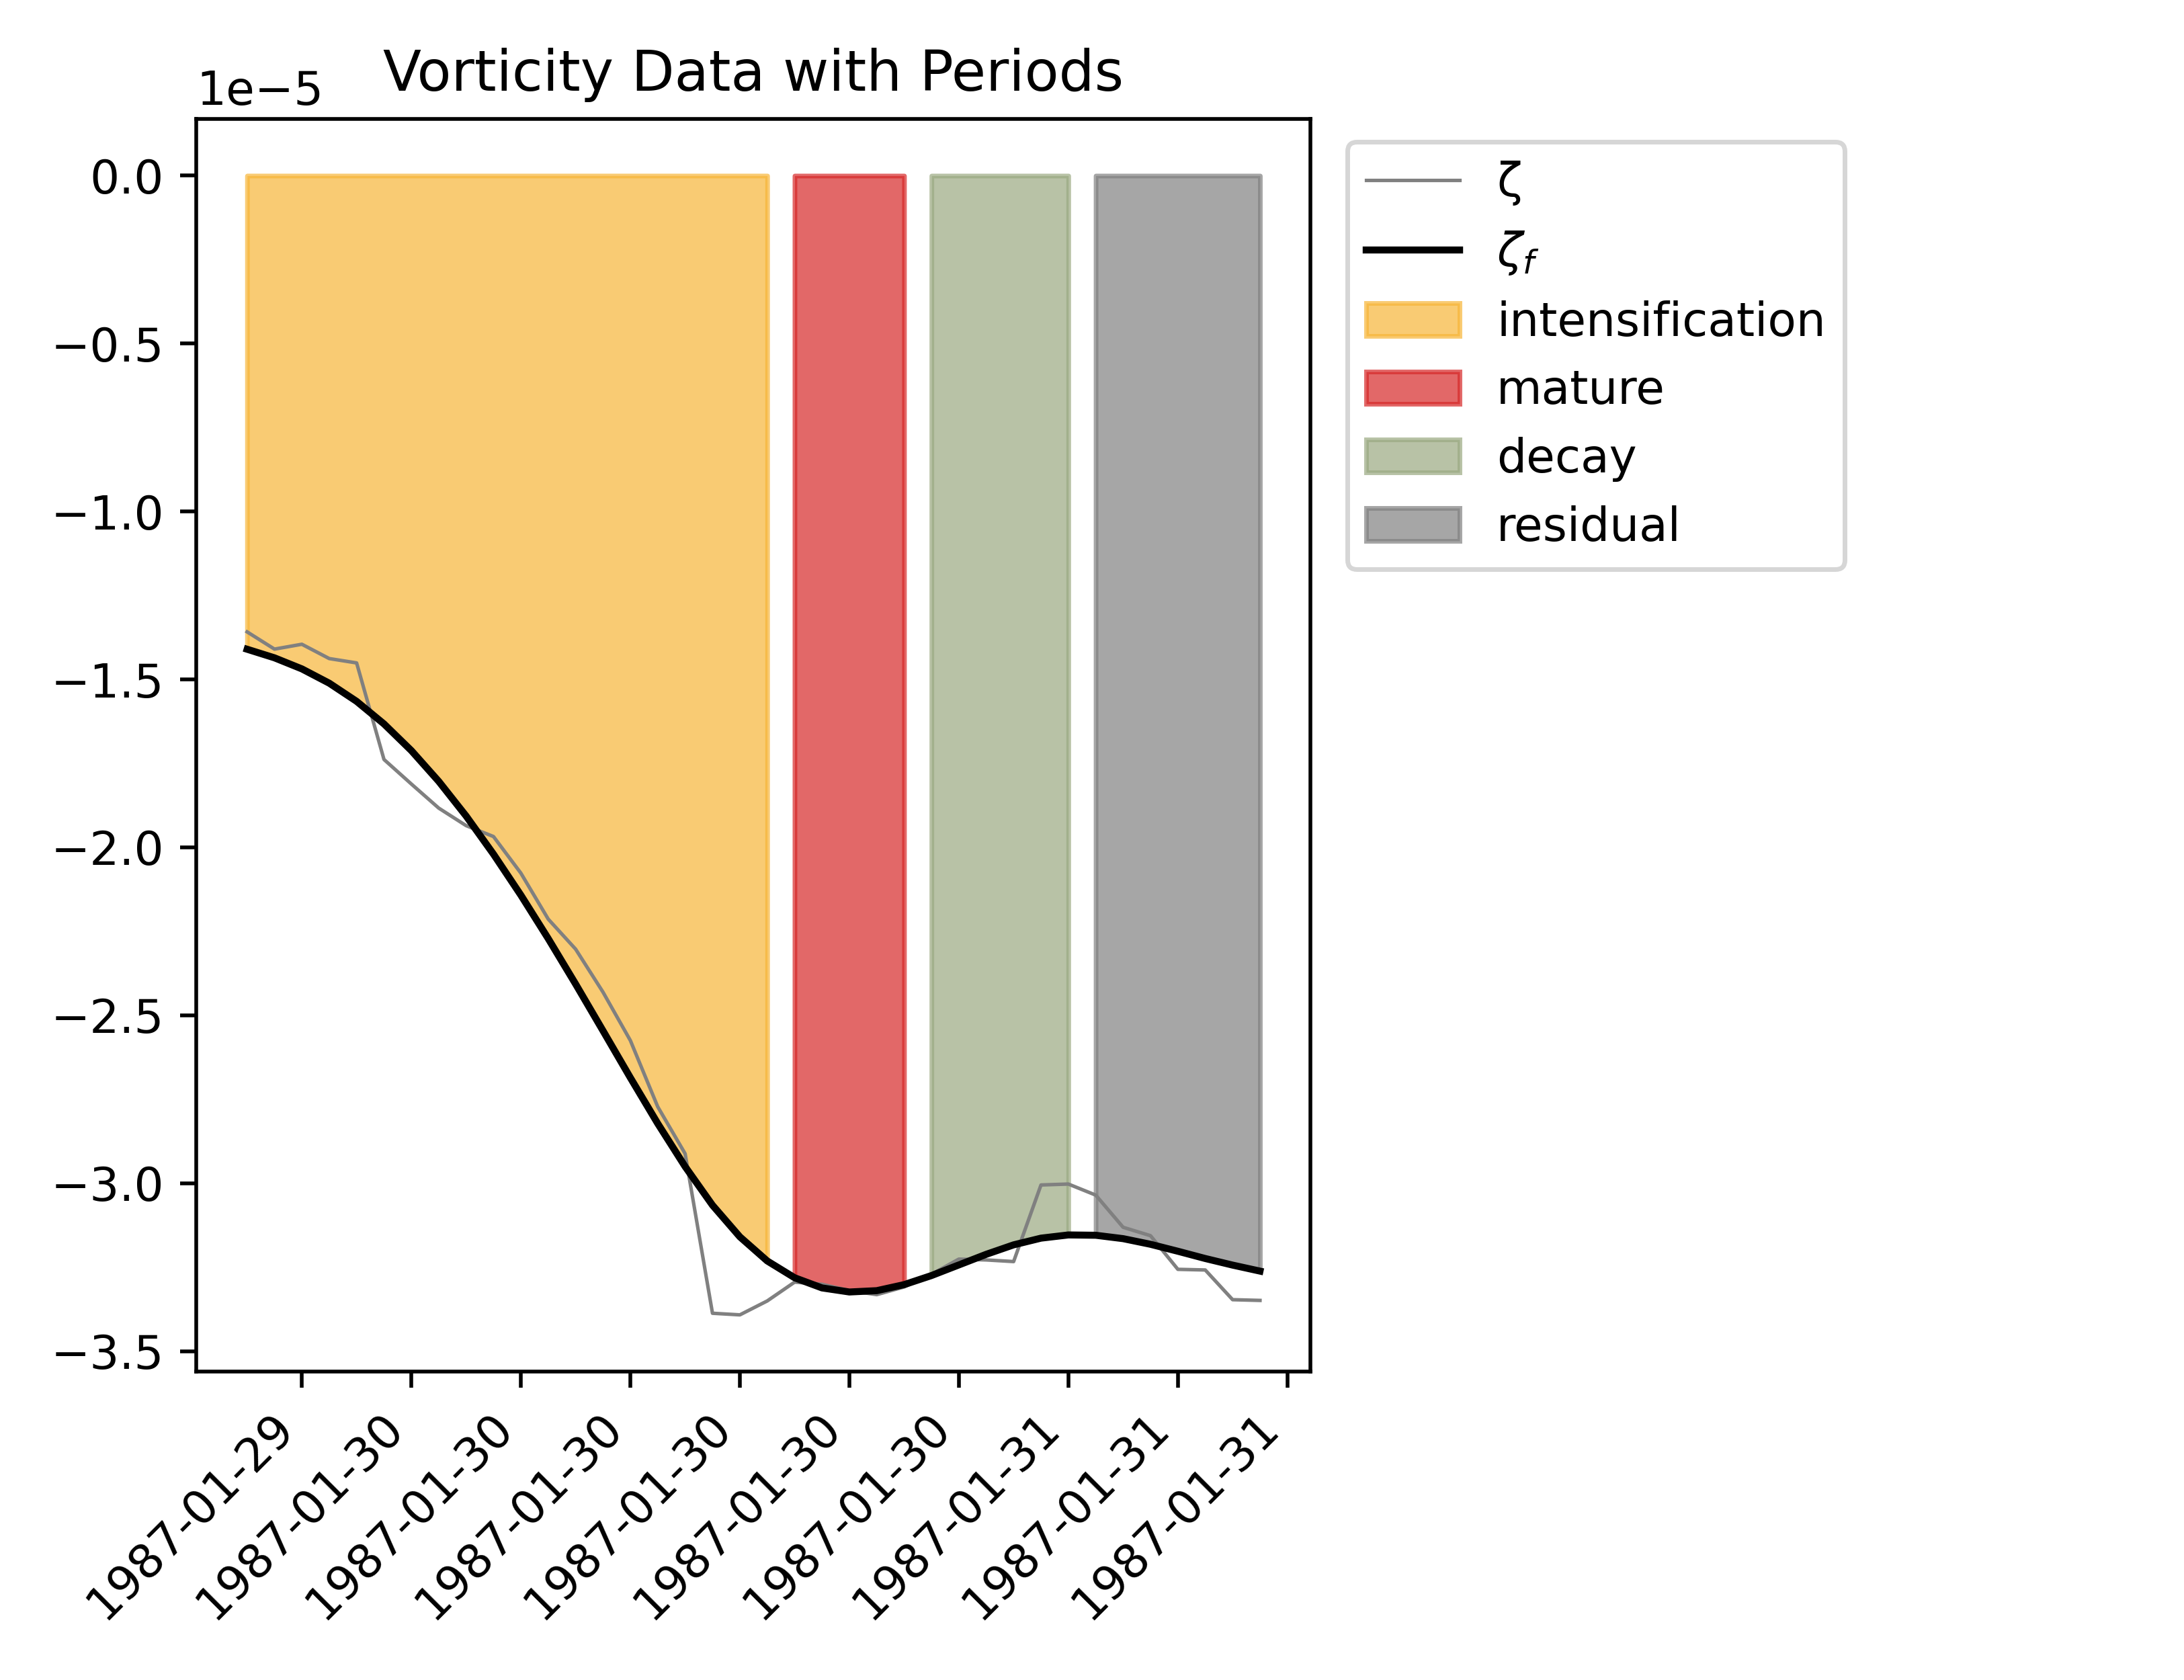 Vorticity Data with Periods
1e−5
0.0
−0.5
−1.0
−1.5
−2.0
−2.5
−3.0
−3.5
1987-01-29
1987-01-30
1987-01-30
1987-01-30
1987-01-30
1987-01-30
1987-01-30
1987-01-31
1987-01-31
1987-01-31
ζ
ζf
intensification
mature
decay
residual